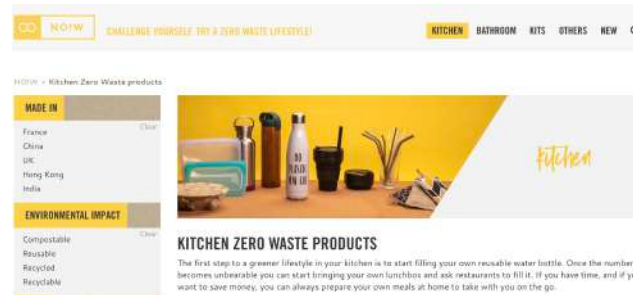 NO!W
CHALLENGE YOURSELF TRY A ZERO WASTE LIFESTYLE!
KITCHEN BATHROOM KITS OTHERS NEW
NO!W » Kitchen Zero Waste products
MADE IN
Clear
France
China
UK
Hong Kong
India
kitchen
ENVIRONMENTAL IMPACT
Clear
Compostable
Reusable
Recycled
Recyclable
KITCHEN ZERO WASTE PRODUCTS
The first step to a greener lifestyle in your kitchen is to start filling your own reusable water bottle. Once the number
becomes unbearable you can start bringing your own lunchbox and ask restaurants to fill it. If you have time, and if
want to save money, you can always prepare your own meals at home to take with you on the go.